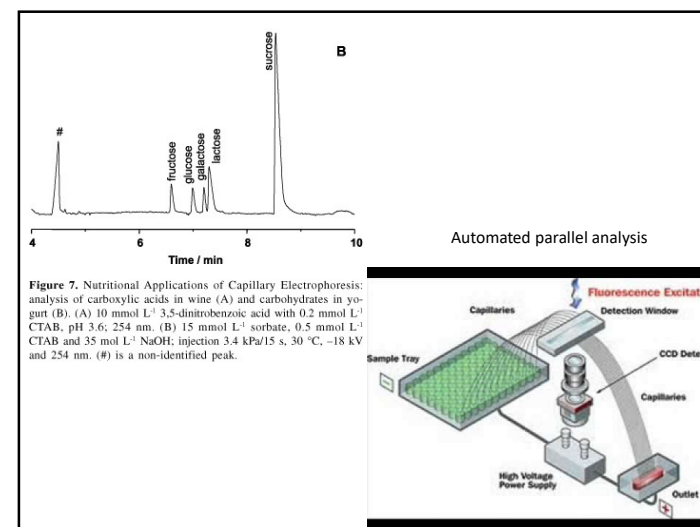 B
#
fructose
glucose
galactose
lactose
sucrose
4 6 8 10
Time / min
Figure 7. Nutritional Applications of Capillary Electrophoresis:
analysis of carboxylic acids in wine (A) and carbohydrates in yo-
gurt (B). (A) 10 mmol L-1 3,5-dinitrobenzoic acid with 0.2 mmol L-1
CTAB, pH 3.6; 254 nm. (B) 15 mmol L-1 sorbate, 0.5 mmol L-1
CTAB and 35 mol L-1 NaOH; injection 3.4 kPa/15 s, 30 °C, –18 kV
and 254 nm. (#) is a non-identified peak.
Automated parallel analysis
Fluorescence Excitat
Capillaries
Detection Window
Sample Tray
CCD Dete
Capillaries
High Voltage
Power Supply
Outlet